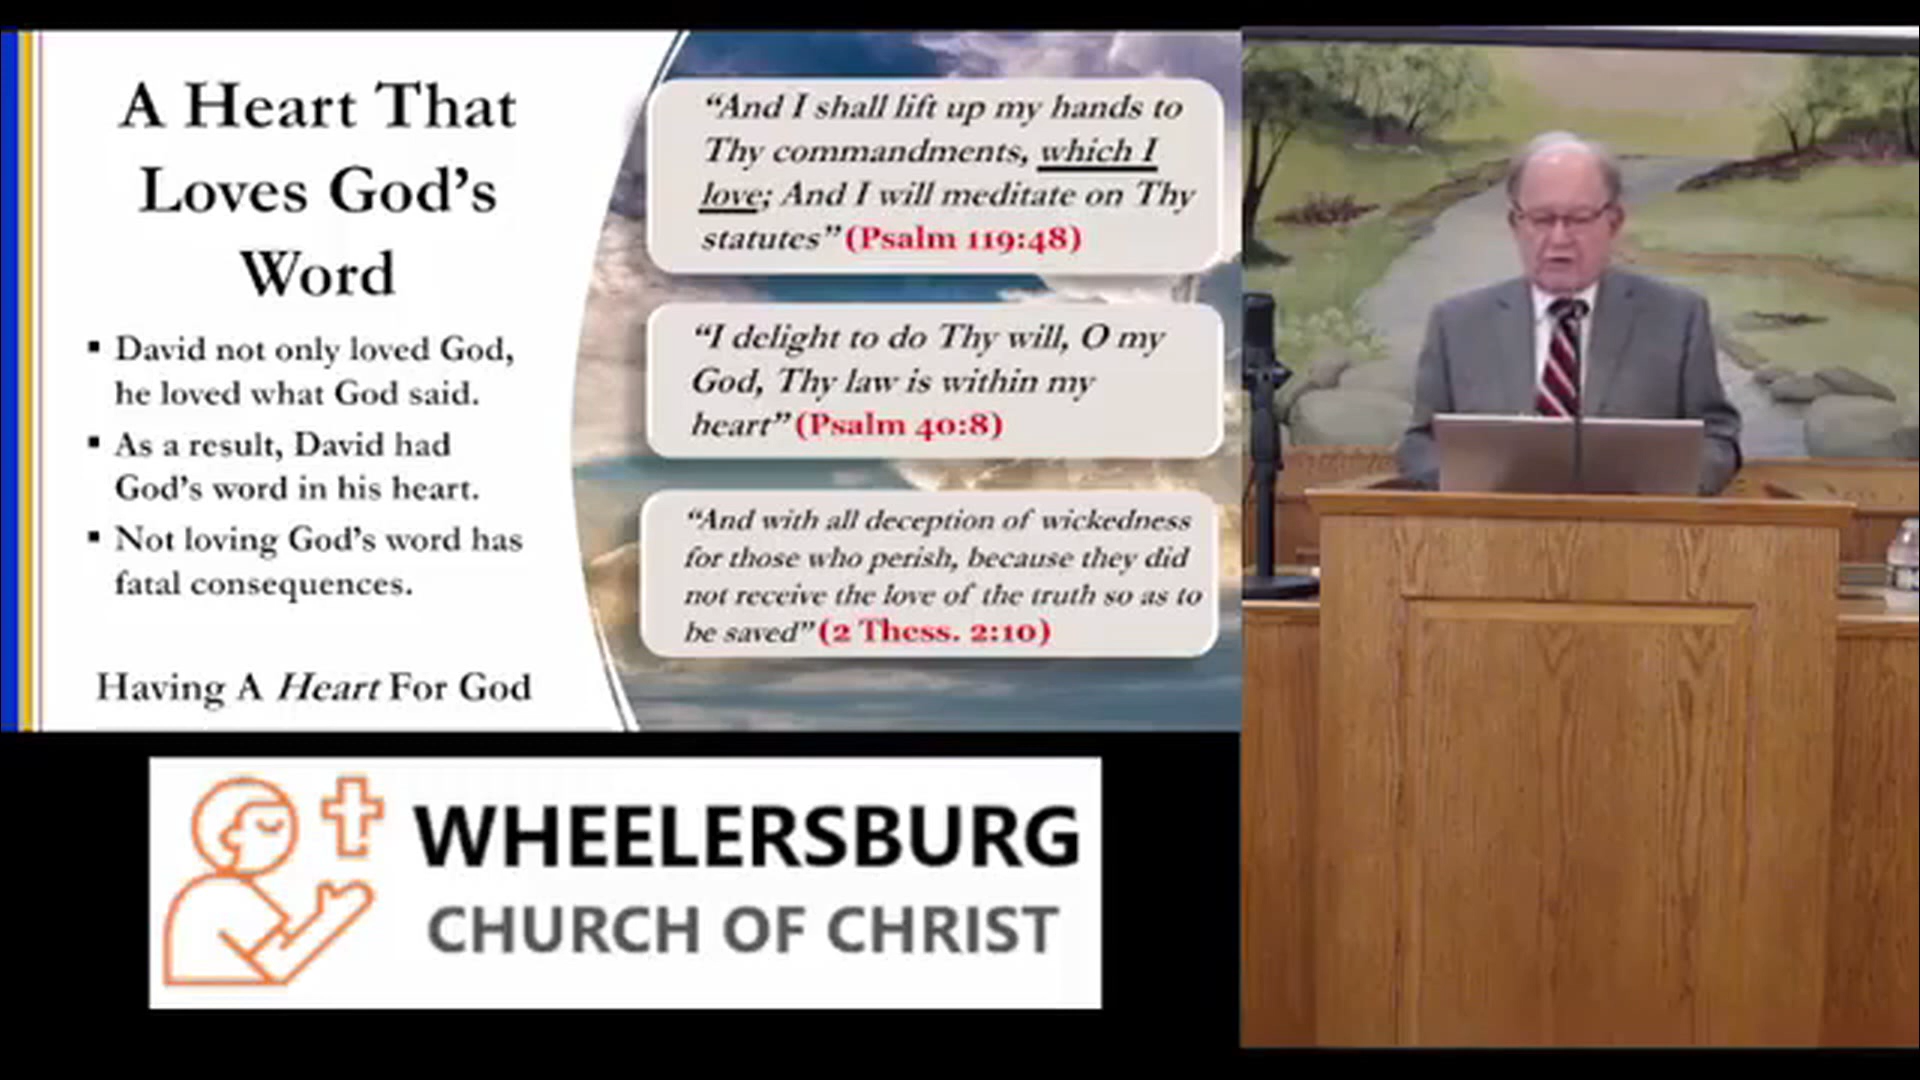 A Heart That
Loves God's
Word
▪ David not only loved God,
he loved what God said.
▪ As a result, David had
God's word in his heart.
▪ Not loving God's word has
fatal consequences.
Having A Heart For God
“And I shall lift up my hands to
Thy commandments, which I
love; And I will meditate on Thy
statutes” (Psalm 119:48)
“I delight to do Thy will, O my
God, Thy law is within my
heart” (Psalm 40:8)
“And with all deception of wickedness
for those who perish, because they did
not receive the love of the truth so as to
be saved” (2 Thess. 2:10)
WHEELERSBURG
CHURCH OF CHRIST